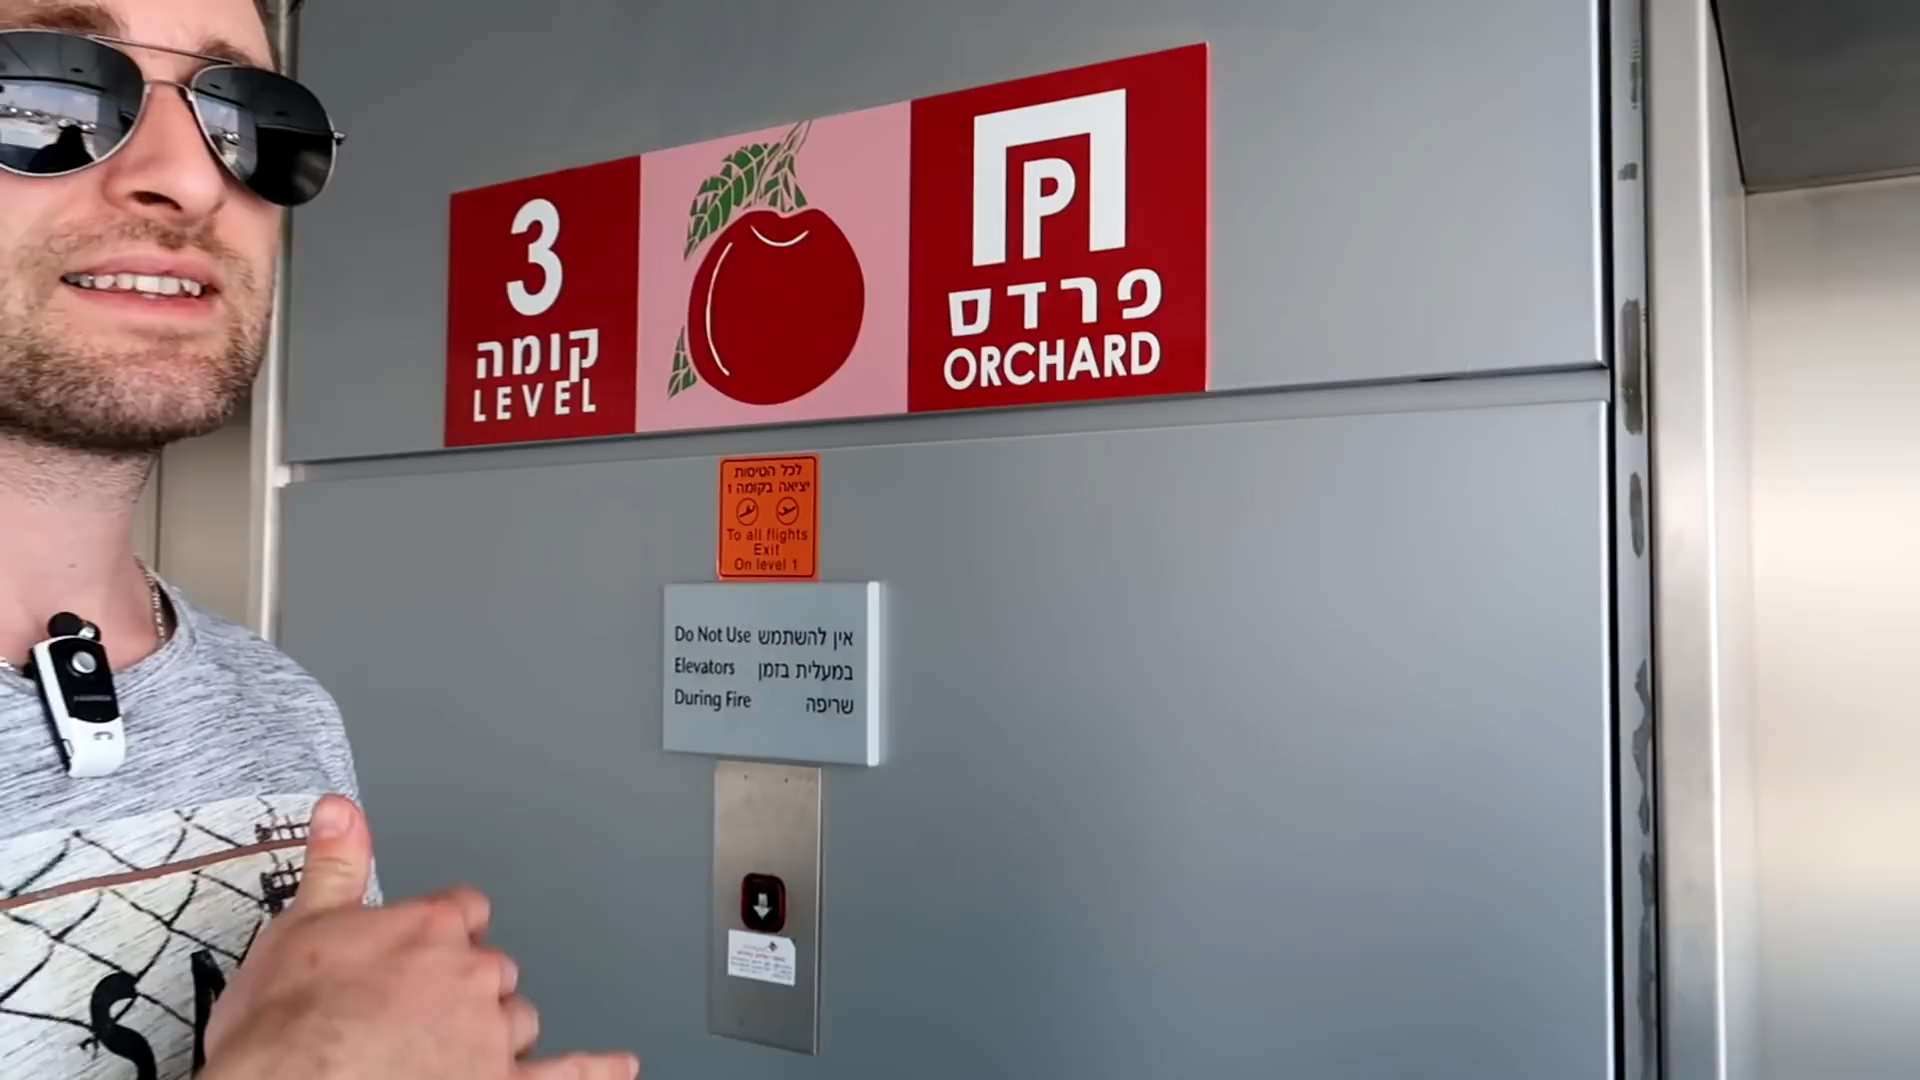 3
קומה
LEVEL
P
פרדס
ORCHARD
לכל הטיסות
יציאה בקומה 1
To all flights
Exit
On level 1
Do Not Use אין להשתמש
Elevators במעלית בזמן
During Fire שריפה